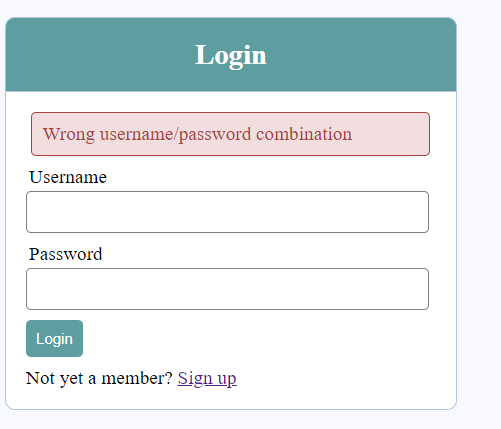 Login
Wrong username/password combination
Username
Password
Login
Not yet a member? Sign up